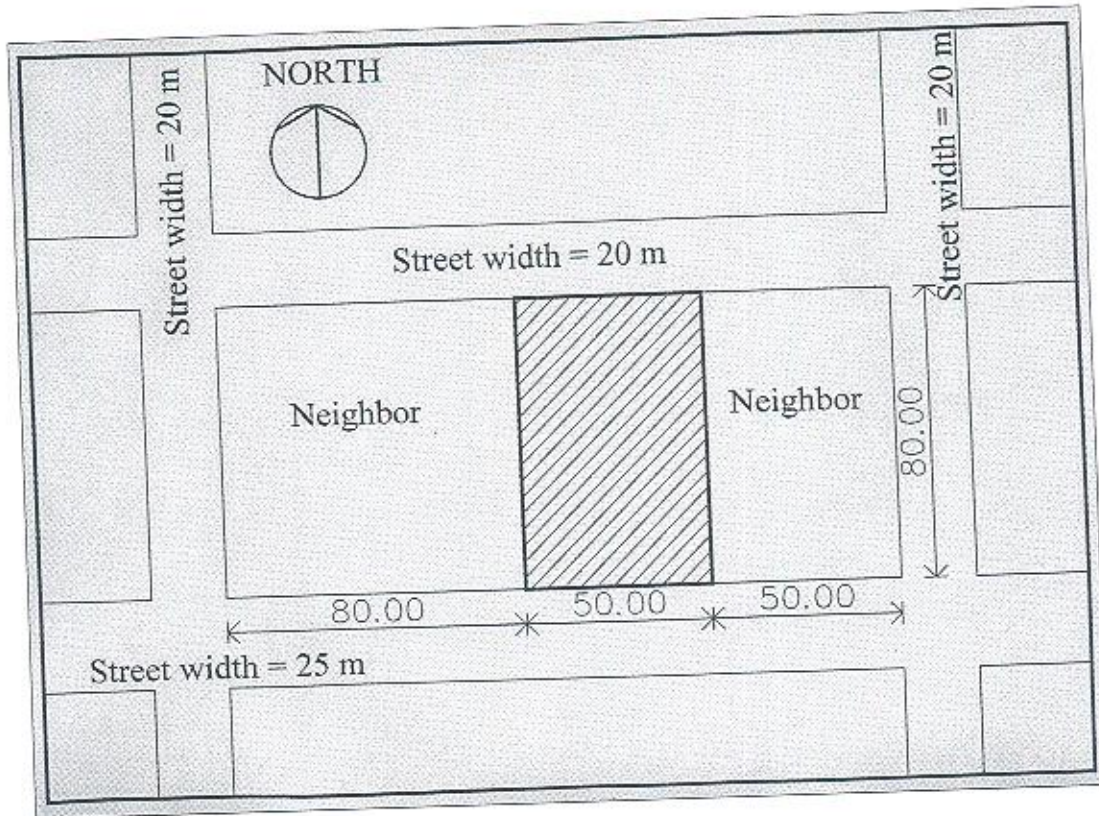 NORTH
Street width = 20 m
Street width = 20 m
Street width = 20 m
Neighbor
Neighbor
80.00
80.00
50.00
50.00
Street width = 25 m